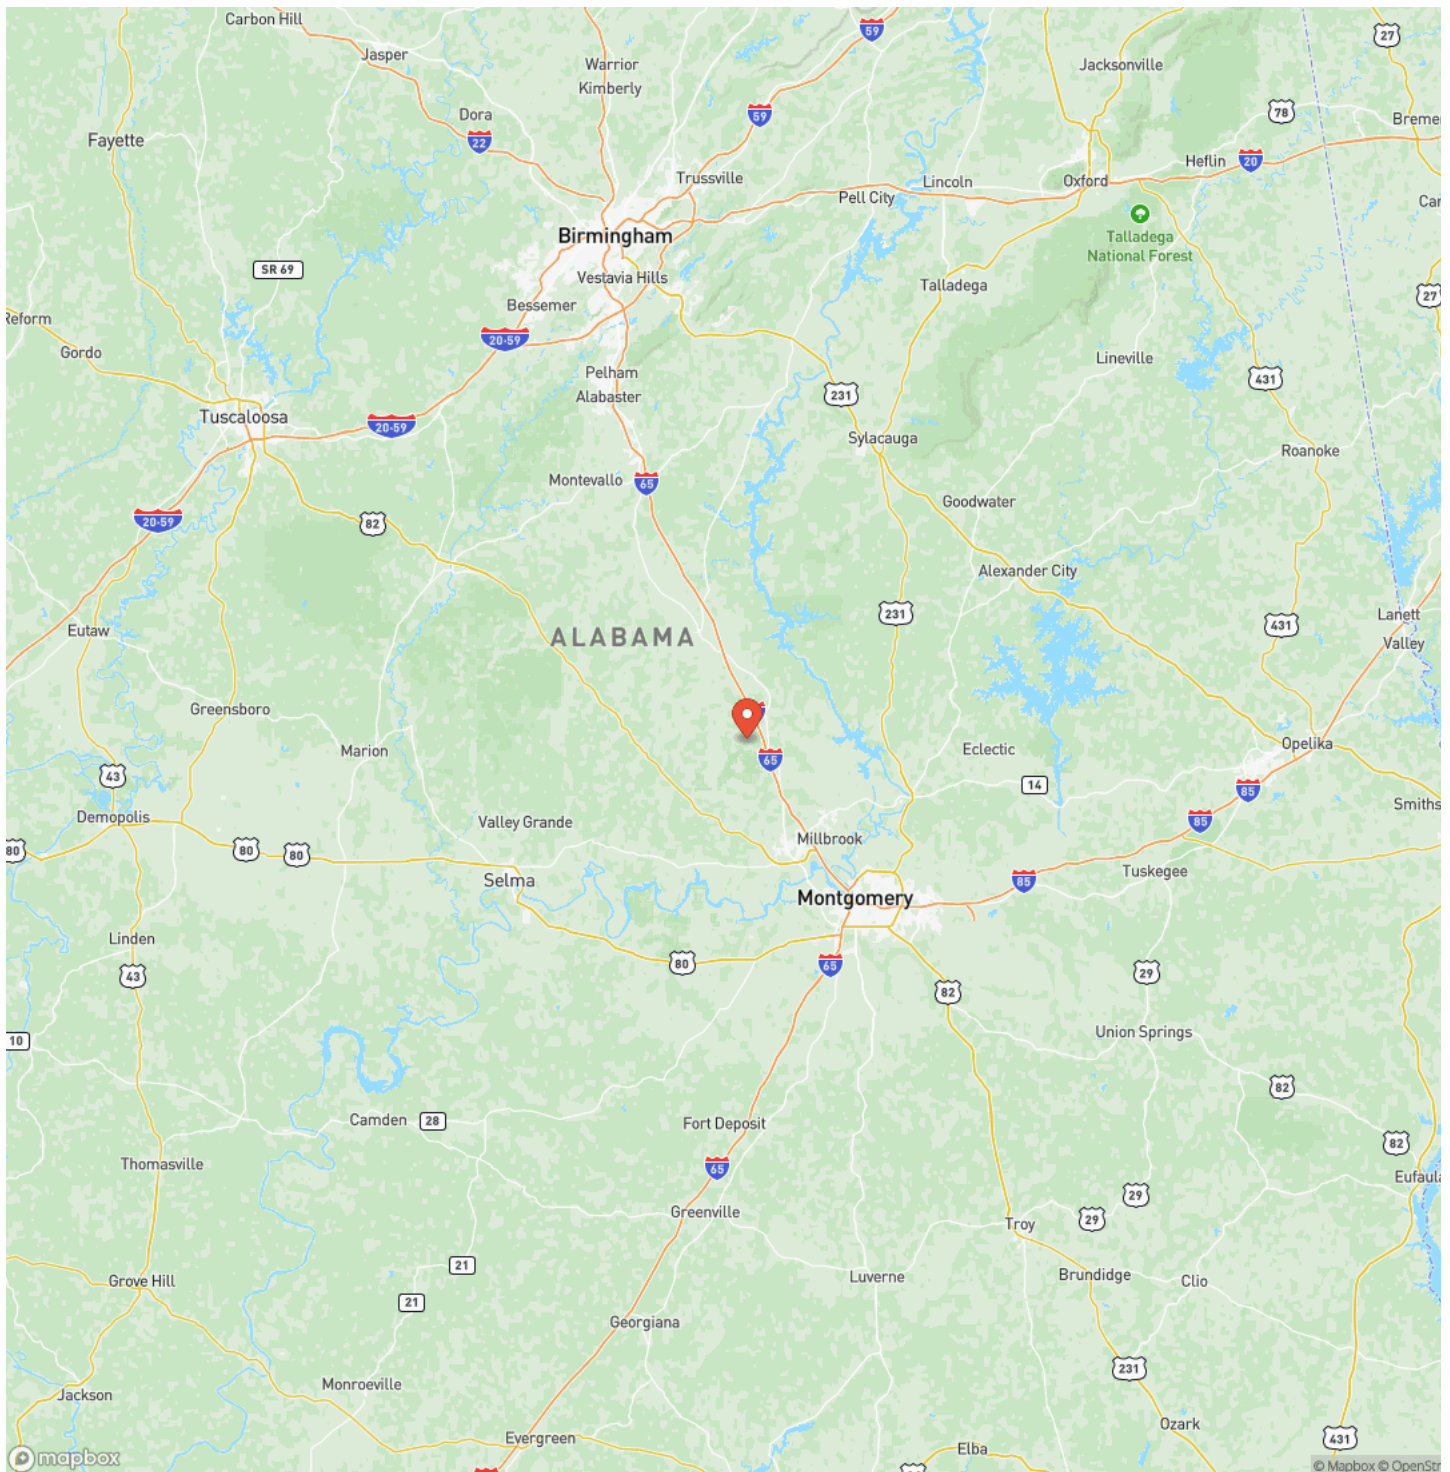 Carbon Hill
59
27
Jasper
Warrior
Jacksonville
Kimberly
Dora
59
78
Breme
Fayette
22
Heflin
20
Trussville
Lincoln
Oxford
Pell City
Car
Birmingham
Talladega
National Forest
SR 69
Vestavia Hills
Talladega
27
Bessemer
Reform
20-59
Gordo
Lineville
Pelham
431
Alabaster
231
Tuscaloosa
20-59
Sylacauga
Roanoke
Montevallo
65
Goodwater
20-59
82
Alexander City
231
Lanett
431
Eutaw
ALABAMA
Valley
Greensboro
Marion
Eclectic
Opelika
65
43
14
85
Smiths
Demopolis
Valley Grande
85
Millbrook
80
80
80
Tuskegee
Selma
85
Montgomery
Linden
80
65
43
29
82
10
Union Springs
82
Camden
28
Fort Deposit
82
Thomasville
65
Eufaula
29
Greenville
29
Troy
21
Grove Hill
Luverne
Brundidge
Clio
21
Georgiana
231
Monroeville
Jackson
Ozark
Evergreen
431
Elba
mapbox
© Mapbox © OpenStr